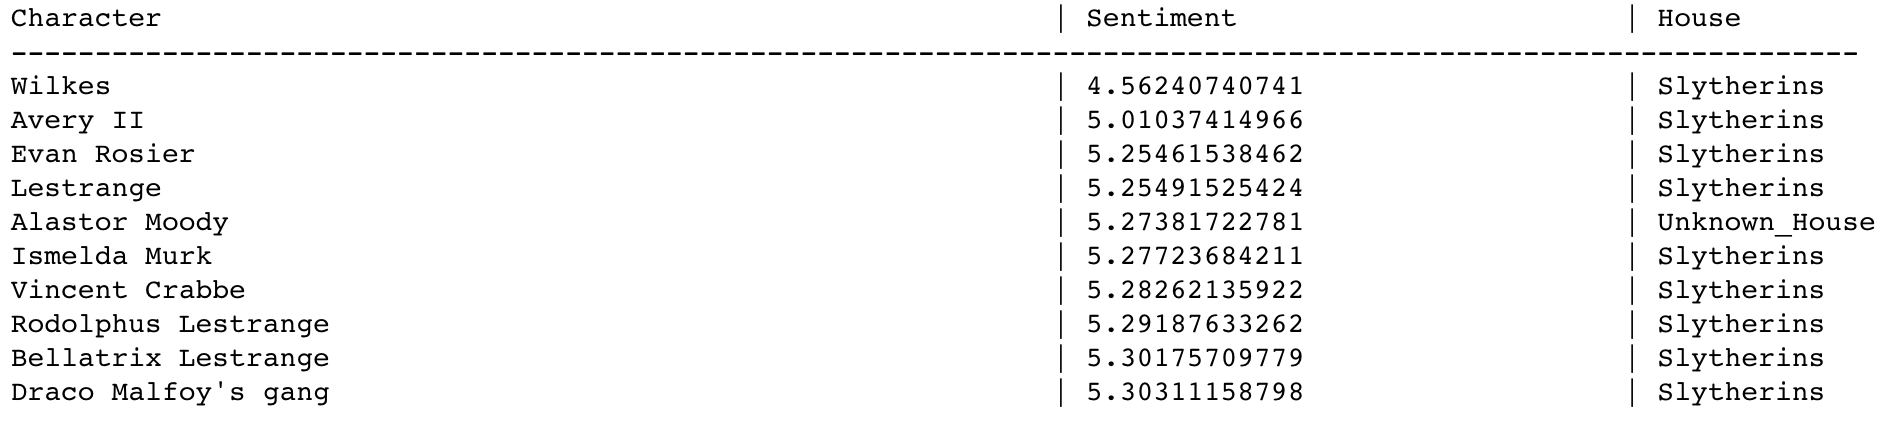 Character | Sentiment | House
--------------------------------------------------------------------------------------------------------------
Wilkes | 4.56240740741 | Slytherins
Avery II | 5.01037414966 | Slytherins
Evan Rosier | 5.25461538462 | Slytherins
Lestrange | 5.25491525424 | Slytherins
Alastor Moody | 5.27381722781 | Unknown_House
Ismelda Murk | 5.27723684211 | Slytherins
Vincent Crabbe | 5.28262135922 | Slytherins
Rodolphus Lestrange | 5.29187633262 | Slytherins
Bellatrix Lestrange | 5.30175709779 | Slytherins
Draco Malfoy's gang | 5.30311158798 | Slytherins